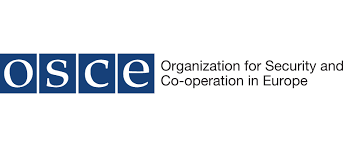 osce Organization for Security and
Co-operation in Europe